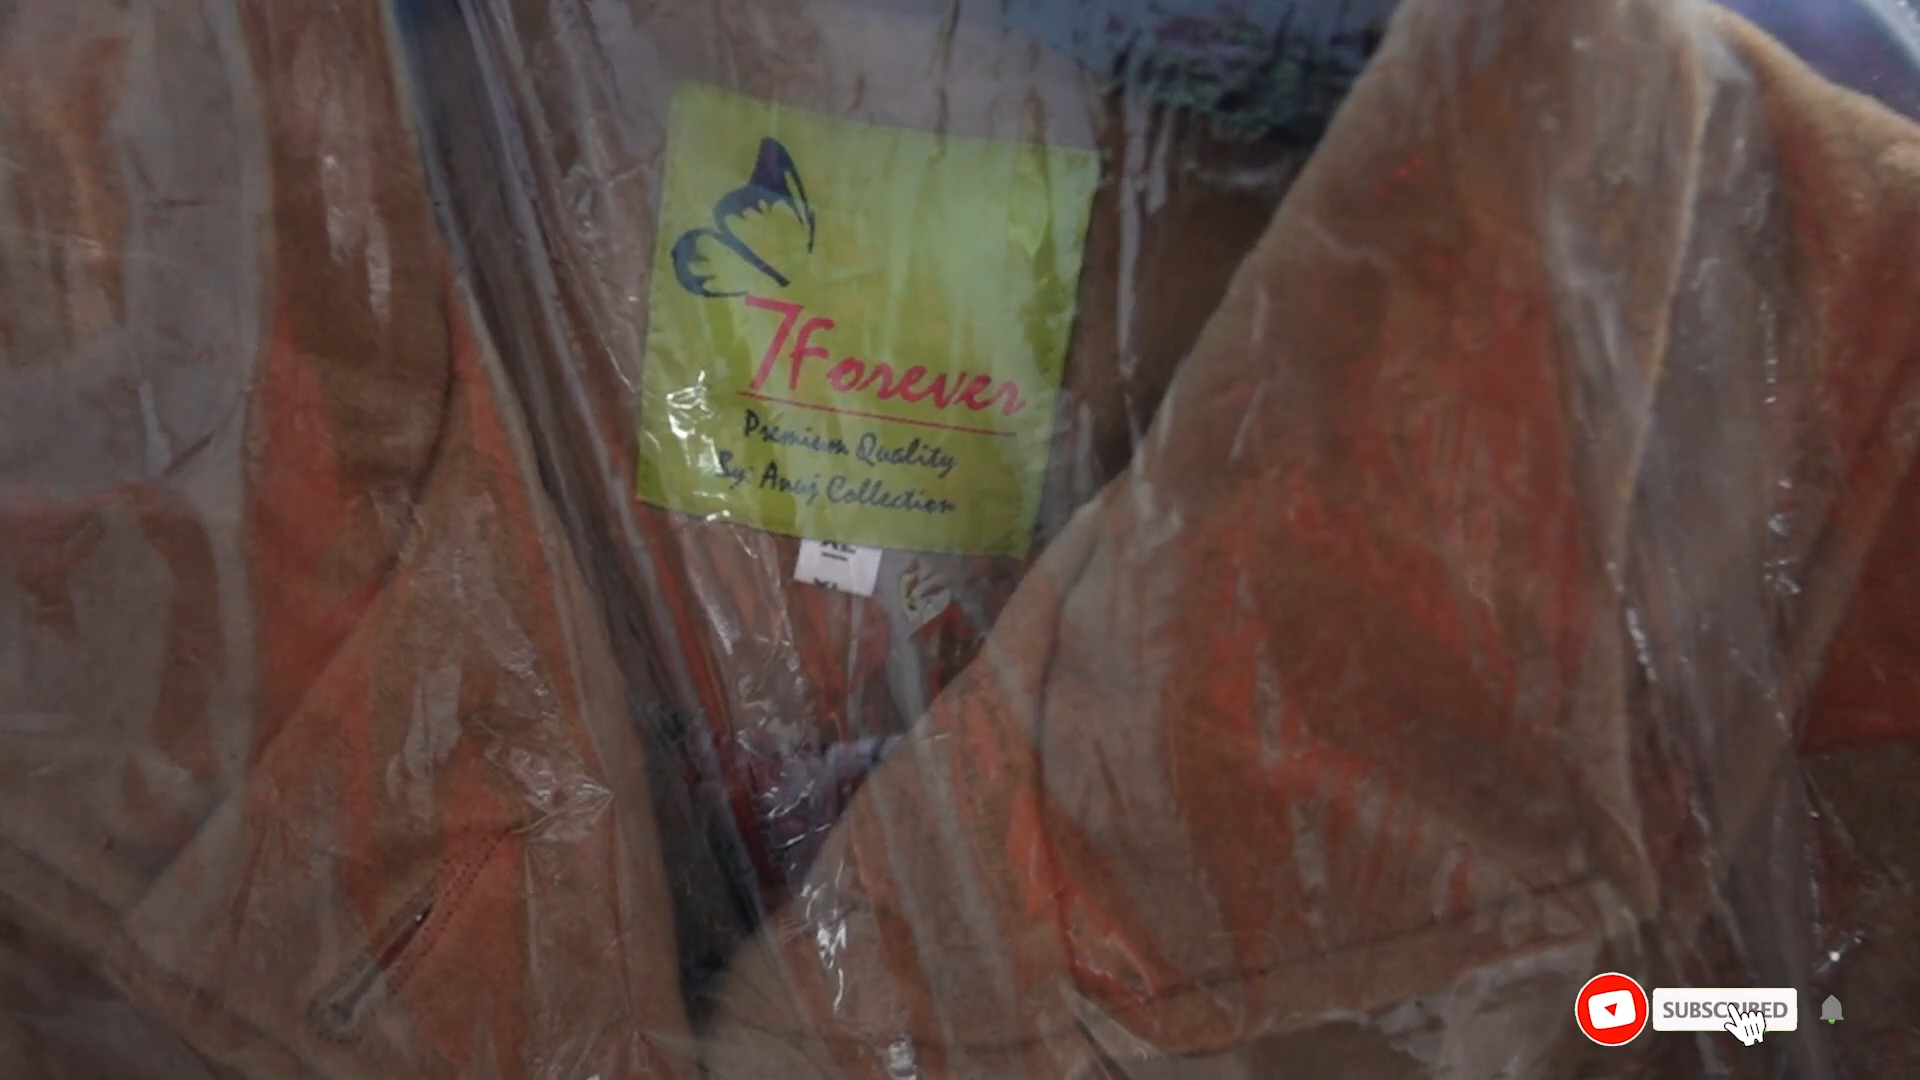 7Forever
Premium Quality
By: Anuj Collection
XL
SUBSCRIBED